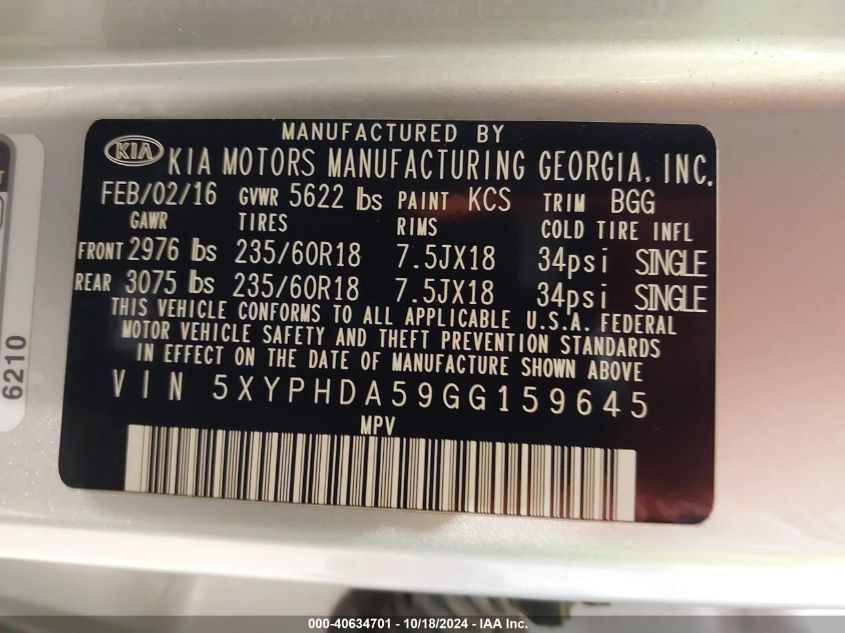 MANUFACTURED BY
KIA KIA MOTORS MANUFACTURING GEORGIA, INC.
FEB/02/16 GVWR 5622 lbs PAINT KCS TRIM BGG
GAWR TIRES RIMS COLD TIRE INFL
FRONT 2976 lbs 235/60R18 7.5JX18 34psi SINGLE
REAR 3075 lbs 235/60R18 7.5JX18 34psi SINGLE
THIS VEHICLE CONFORMS TO ALL APPLICABLE U.S.A. FEDERAL
MOTOR VEHICLE SAFETY AND THEFT PREVENTION STANDARDS
IN EFFECT ON THE DATE OF MANUFACTURE SHOWN ABOVE
VIN 5XYPHDA59GG159645
MPV
6210
000-40634701 - 10/18/2024 - IAA Inc.